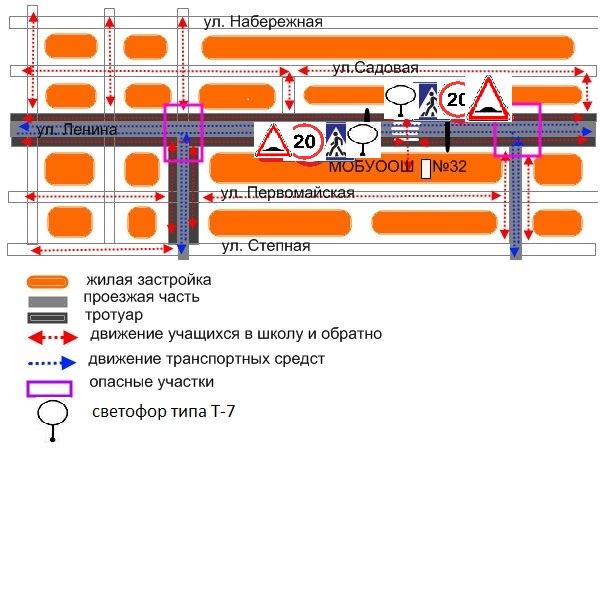 ул. Набережная
ул.Садовая
20
ул. Ленина
20
МОБУООШ №32
ул. Первомайская
ул. Степная
жилая застройка
проезжая часть
тротуар
движение учащихся в школу и обратно
движение транспортных средст
опасные участки
светофор типа Т-7